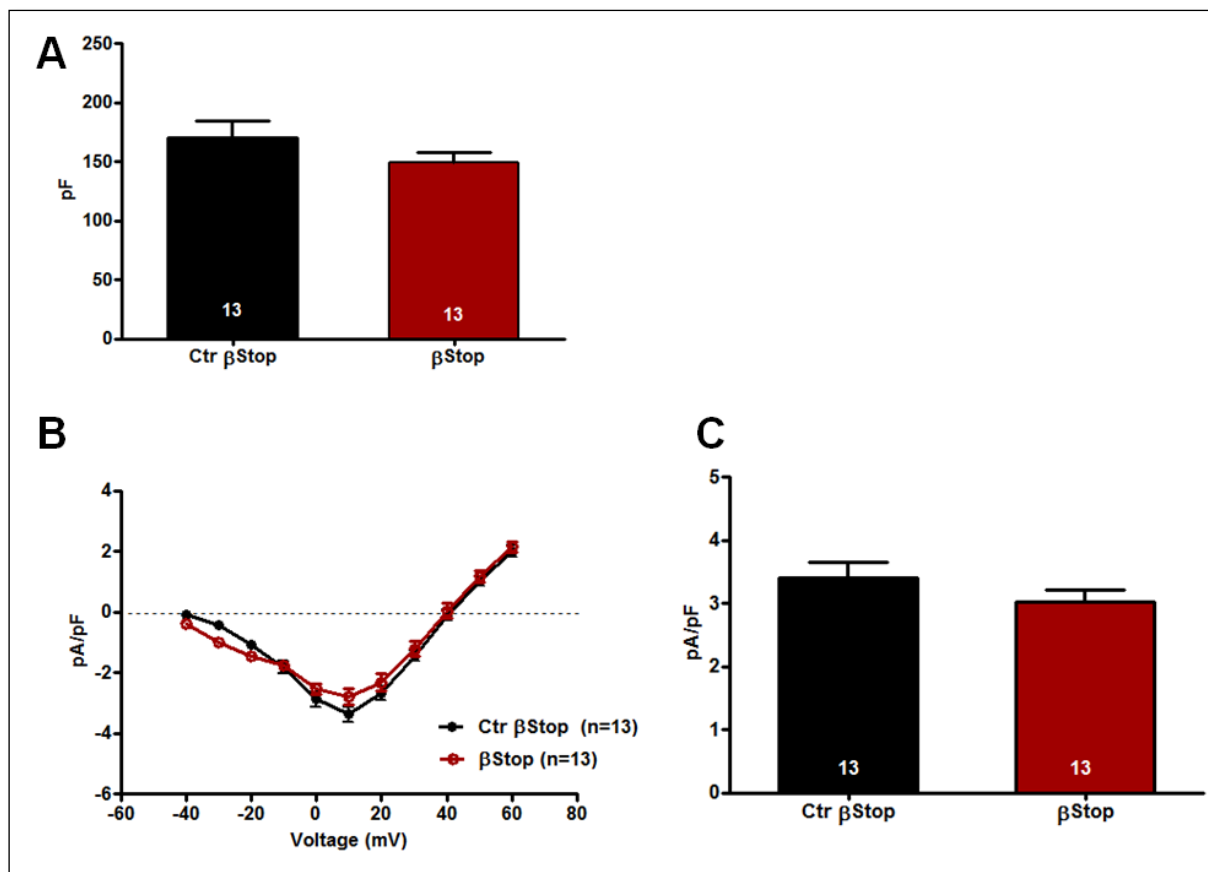 A
250
200
150
100
50
0
pF
13
13
Ctr βStop
βStop
B
4
2
0
-2
-4
-6
pA/pF
Ctr βStop (n=13)
βStop (n=13)
-60 -40 -20 0 20 40 60 80
Voltage (mV)
C
5
4
3
2
1
0
pA/pF
13
13
Ctr βStop
βStop